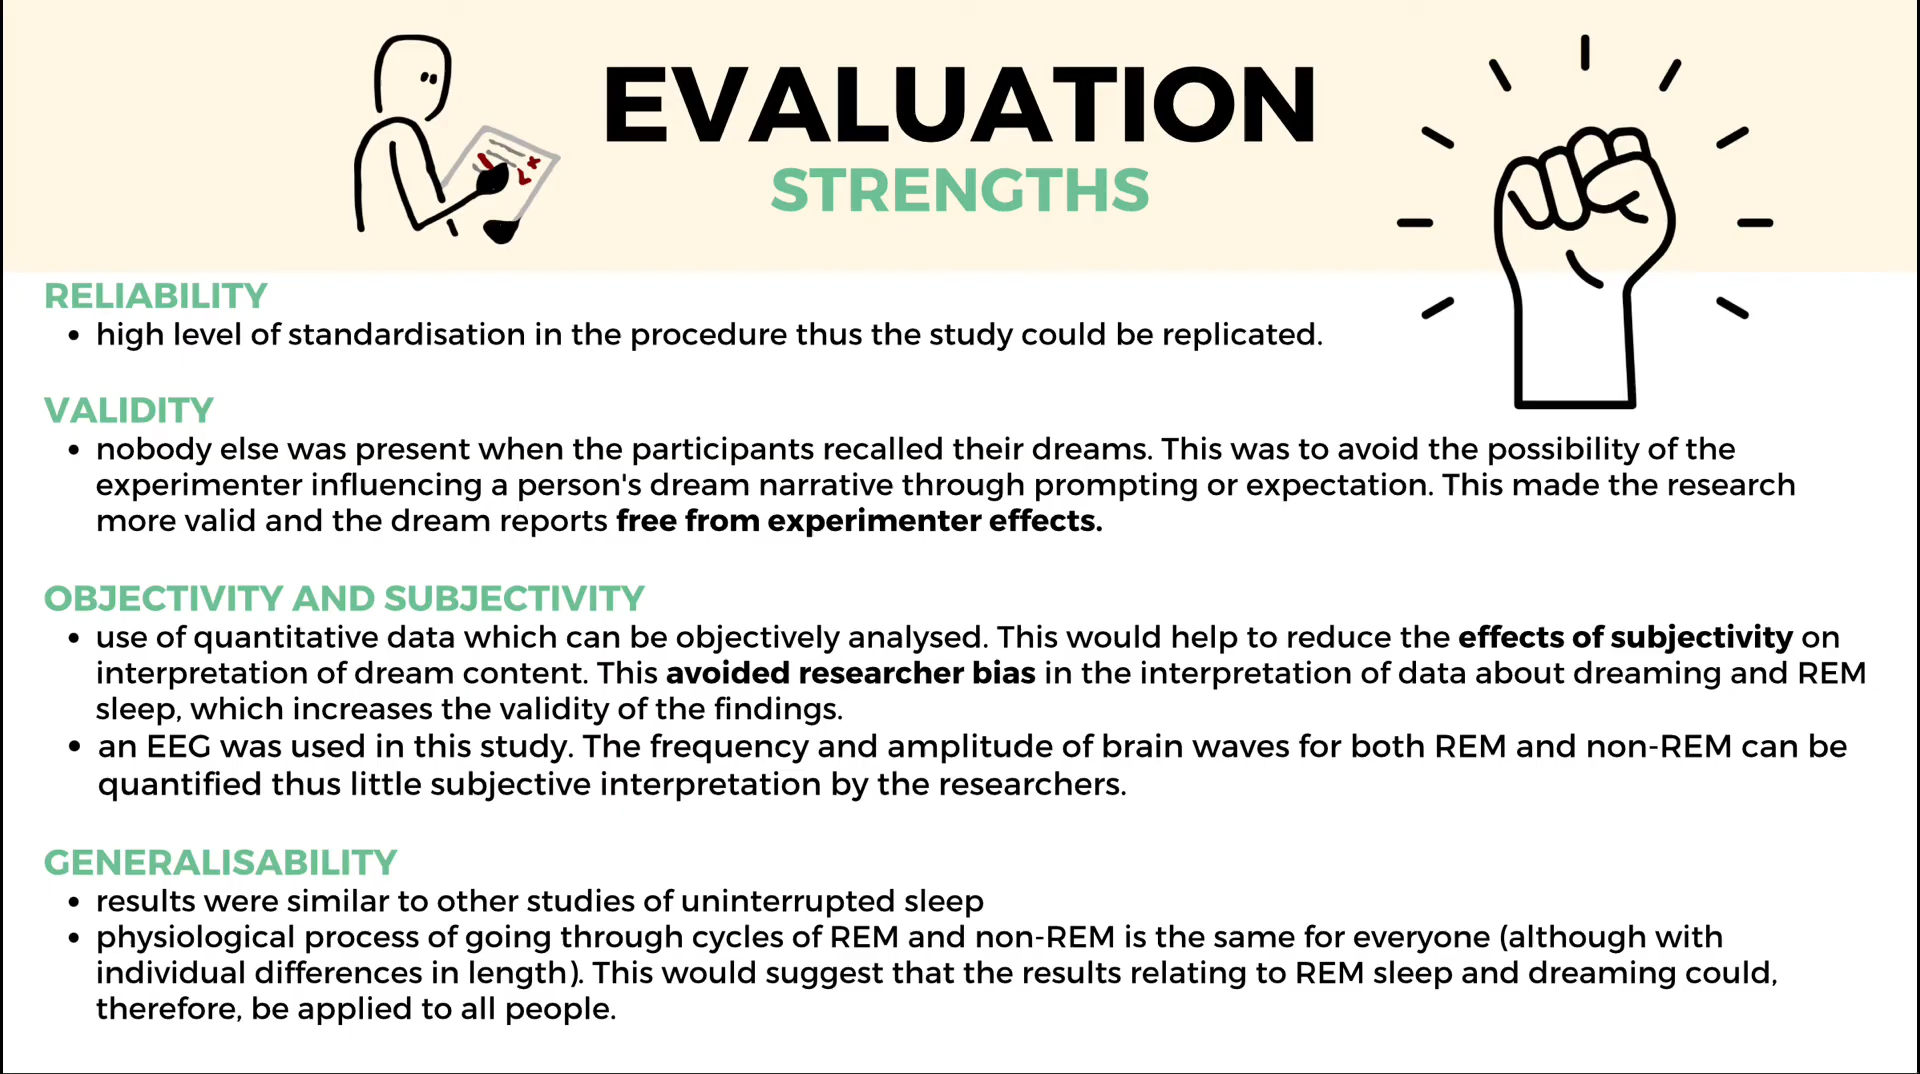 EVALUATION
STRENGTHS
RELIABILITY
• high level of standardisation in the procedure thus the study could be replicated.
VALIDITY
• nobody else was present when the participants recalled their dreams. This was to avoid the possibility of the
experimenter influencing a person's dream narrative through prompting or expectation. This made the research
more valid and the dream reports free from experimenter effects.
OBJECTIVITY AND SUBJECTIVITY
• use of quantitative data which can be objectively analysed. This would help to reduce the effects of subjectivity on
interpretation of dream content. This avoided researcher bias in the interpretation of data about dreaming and REM
sleep, which increases the validity of the findings.
• an EEG was used in this study. The frequency and amplitude of brain waves for both REM and non-REM can be
quantified thus little subjective interpretation by the researchers.
GENERALISABILITY
• results were similar to other studies of uninterrupted sleep
• physiological process of going through cycles of REM and non-REM is the same for everyone (although with
individual differences in length). This would suggest that the results relating to REM sleep and dreaming could,
therefore, be applied to all people.